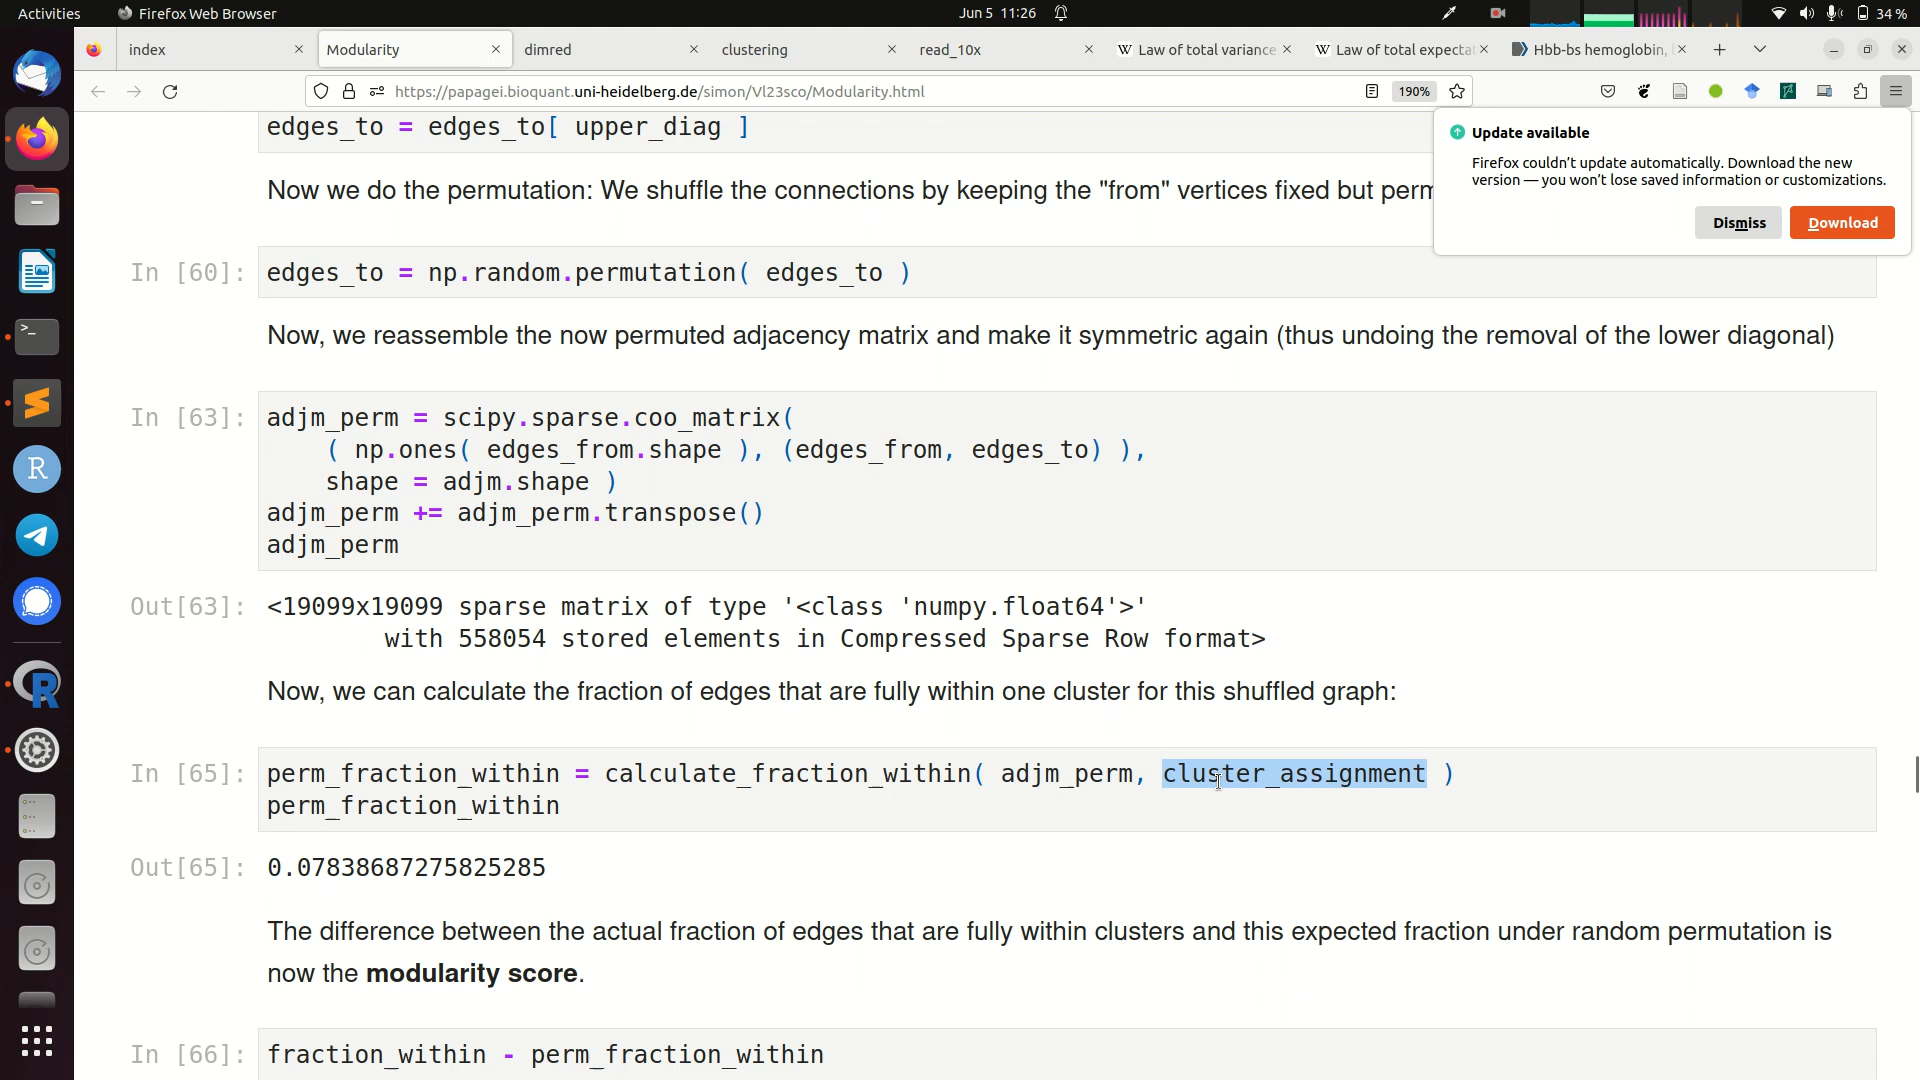 Activities Firefox Web Browser Jun 5 11:26 34 %
index Modularity dimred clustering read_10x Law of total variance Law of total expecta Hbb-bs hemoglobin,
https://papagei.bioquant.uni-heidelberg.de/simon/Vl23sco/Modularity.html 190%
edges_to = edges_to[ upper_diag ]
Update available
Firefox couldn't update automatically. Download the new
version — you won't lose saved information or customizations.
Dismiss Download
Now we do the permutation: We shuffle the connections by keeping the "from" vertices fixed but perm
In [60]: edges_to = np.random.permutation( edges_to )
Now, we reassemble the now permuted adjacency matrix and make it symmetric again (thus undoing the removal of the lower diagonal)
In [63]: adjm_perm = scipy.sparse.coo_matrix(
( np.ones( edges_from.shape ), (edges_from, edges_to) ),
shape = adjm.shape )
adjm_perm += adjm_perm.transpose()
adjm_perm
Out[63]: <19099x19099 sparse matrix of type '<class 'numpy.float64'>'
with 558054 stored elements in Compressed Sparse Row format>
Now, we can calculate the fraction of edges that are fully within one cluster for this shuffled graph:
In [65]: perm_fraction_within = calculate_fraction_within( adjm_perm, cluster_assignment )
perm_fraction_within
Out[65]: 0.07838687275825285
The difference between the actual fraction of edges that are fully within clusters and this expected fraction under random permutation is
now the modularity score.
In [66]: fraction_within - perm_fraction_within